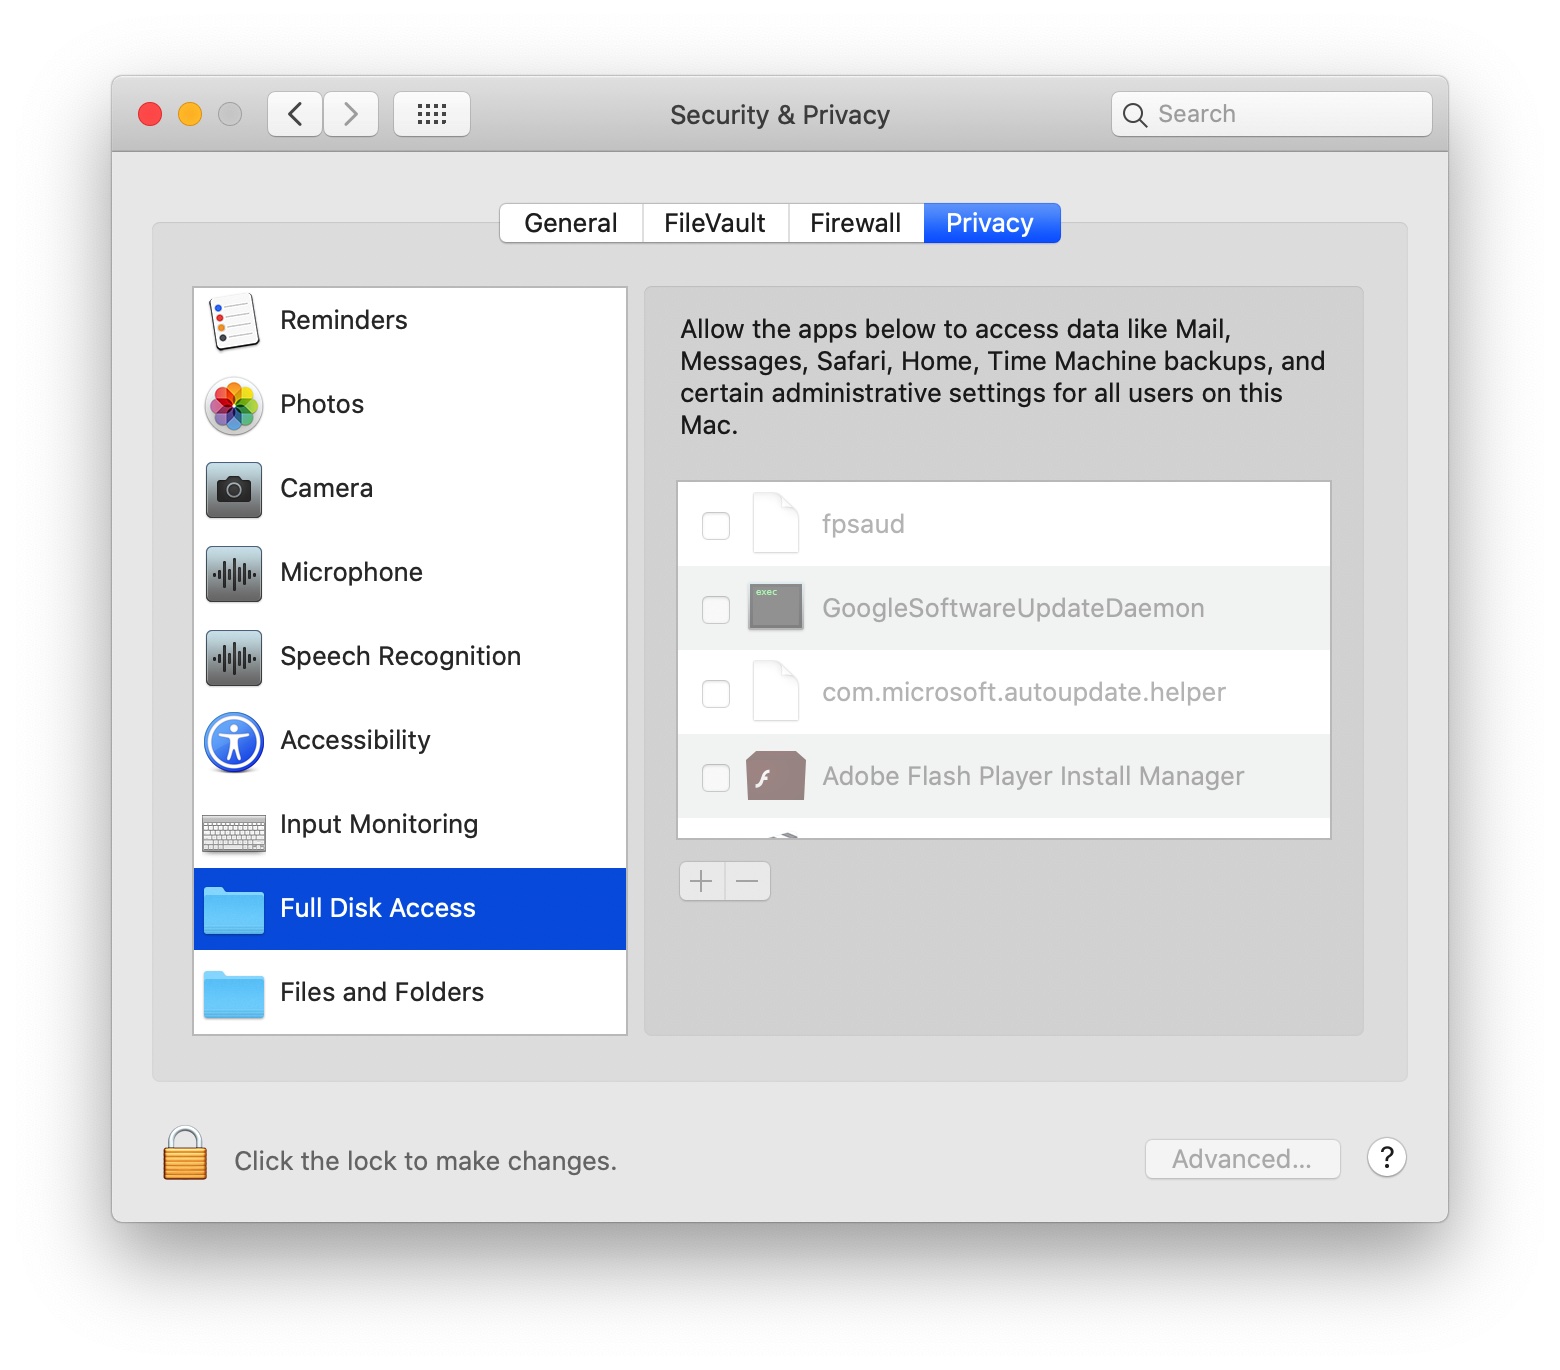 Security & Privacy
Search
General
FileVault
Firewall
Privacy
Reminders
Photos
Camera
Microphone
Speech Recognition
Accessibility
Input Monitoring
Full Disk Access
Files and Folders
Allow the apps below to access data like Mail,
Messages, Safari, Home, Time Machine backups, and
certain administrative settings for all users on this
Mac.
fpsaud
exec
GoogleSoftwareUpdateDaemon
com.microsoft.autoupdate.helper
Adobe Flash Player Install Manager
Click the lock to make changes.
Advanced...
?